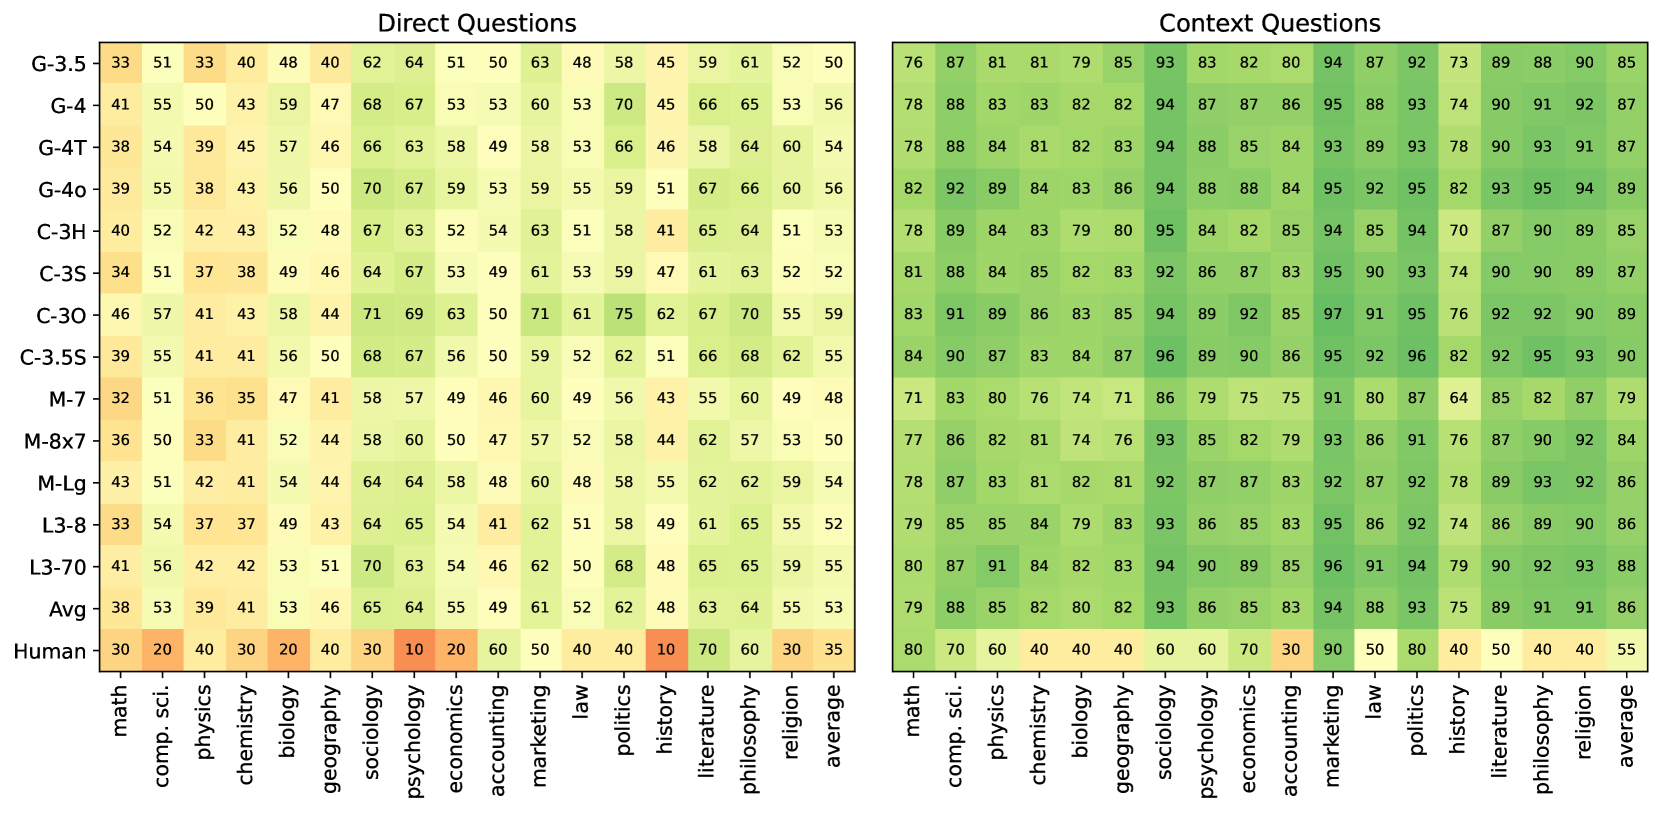 Direct Questions Context Questions
G-3.5 33 51 33 40 48 40 62 64 51 50 63 48 58 45 59 61 52 50 76 87 81 81 79 85 93 83 82 80 94 87 92 73 89 88 90 85
G-4 41 55 50 43 59 47 68 67 53 53 60 53 70 45 66 65 53 56 78 88 83 83 82 82 94 87 87 86 95 88 93 74 90 91 92 87
G-4T 38 54 39 45 57 46 66 63 58 49 58 53 66 46 58 64 60 54 78 88 84 81 82 83 94 88 85 84 93 89 93 78 90 93 91 87
G-4o 39 55 38 43 56 50 70 67 59 53 59 55 59 51 67 66 60 56 82 92 89 84 83 86 94 88 88 84 95 92 95 82 93 95 94 89
C-3H 40 52 42 43 52 48 67 63 52 54 63 51 58 41 65 64 51 53 78 89 84 83 79 80 95 84 82 85 94 85 94 70 87 90 89 85
C-3S 34 51 37 38 49 46 64 67 53 49 61 53 59 47 61 63 52 52 81 88 84 85 82 83 92 86 87 83 95 90 93 74 90 90 89 87
C-3O 46 57 41 43 58 44 71 69 63 50 71 61 75 62 67 70 55 59 83 91 89 86 83 85 94 89 92 85 97 91 95 76 92 92 90 89
C-3.5S 39 55 41 41 56 50 68 67 56 50 59 52 62 51 66 68 62 55 84 90 87 83 84 87 96 89 90 86 95 92 96 82 92 95 93 90
M-7 32 51 36 35 47 41 58 57 49 46 60 49 56 43 55 60 49 48 71 83 80 76 74 71 86 79 75 75 91 80 87 64 85 82 87 79
M-8x7 36 50 33 41 52 44 58 60 50 47 57 52 58 44 62 57 53 50 77 86 82 81 74 76 93 85 82 79 93 86 91 76 87 90 92 84
M-Lg 43 51 42 41 54 44 64 64 58 48 60 48 58 55 62 62 59 54 78 87 83 81 82 81 92 87 87 83 92 87 92 78 89 93 92 86
L3-8 33 54 37 37 49 43 64 65 54 41 62 51 58 49 61 65 55 52 79 85 85 84 79 83 93 86 85 83 95 86 92 74 86 89 90 86
L3-70 41 56 42 42 53 51 70 63 54 46 62 50 68 48 65 65 59 55 80 87 91 84 82 83 94 90 89 85 96 91 94 79 90 92 93 88
Avg 38 53 39 41 53 46 65 64 55 49 61 52 62 48 63 64 55 53 79 88 85 82 80 82 93 86 85 83 94 88 93 75 89 91 91 86
Human 30 20 40 30 20 40 30 10 20 60 50 40 40 10 70 60 30 35 80 70 60 40 40 40 60 60 70 30 90 50 80 40 50 40 40 55
math comp. sci. physics chemistry biology geography sociology psychology economics accounting marketing law politics history literature philosophy religion average math comp. sci. physics chemistry biology geography sociology psychology economics accounting marketing law politics history literature philosophy religion average